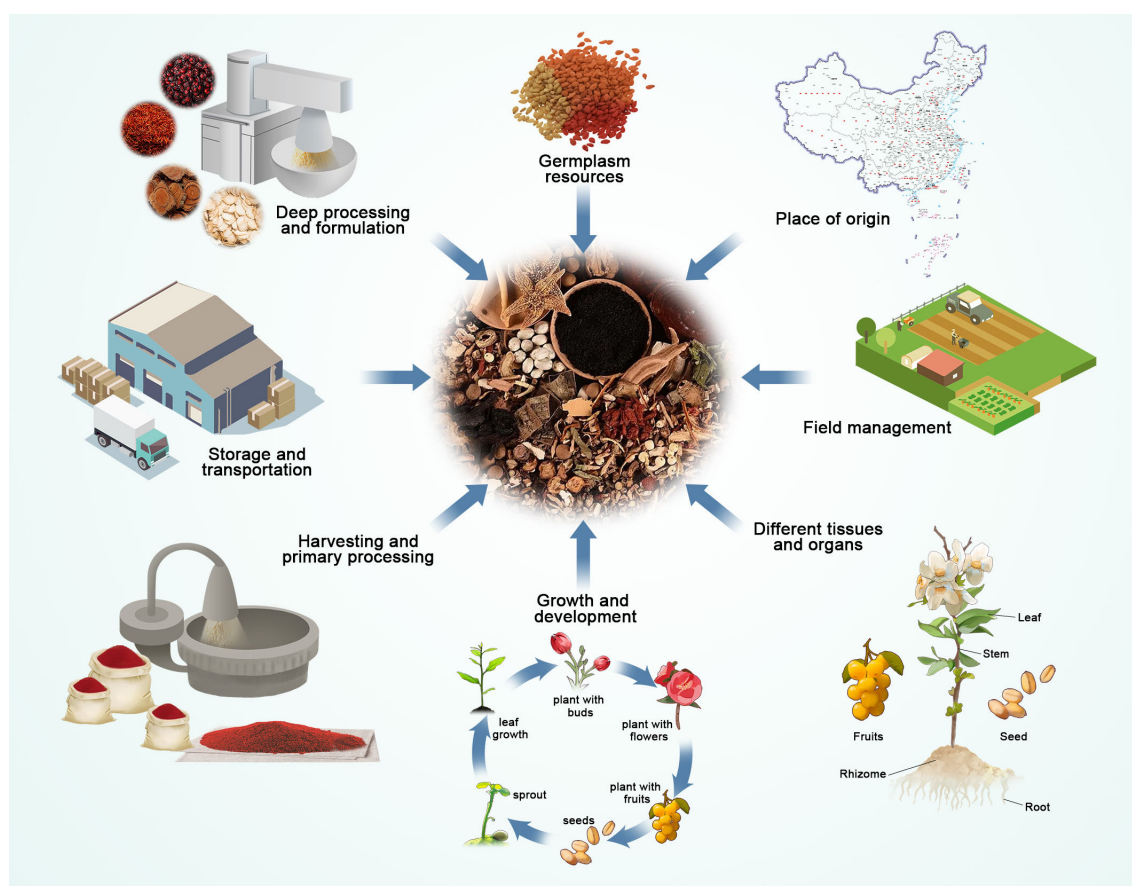 Germplasm
resources
Deep processing
and formulation
Place of origin
Storage and
transportation
Field management
Harvesting and
primary processing
Different tissues
and organs
Growth and
development
leaf
growth
plant with
buds
plant with
flowers
plant with
fruits
seeds
sprout
Leaf
Stem
Fruits
Seed
Rhizome
Root